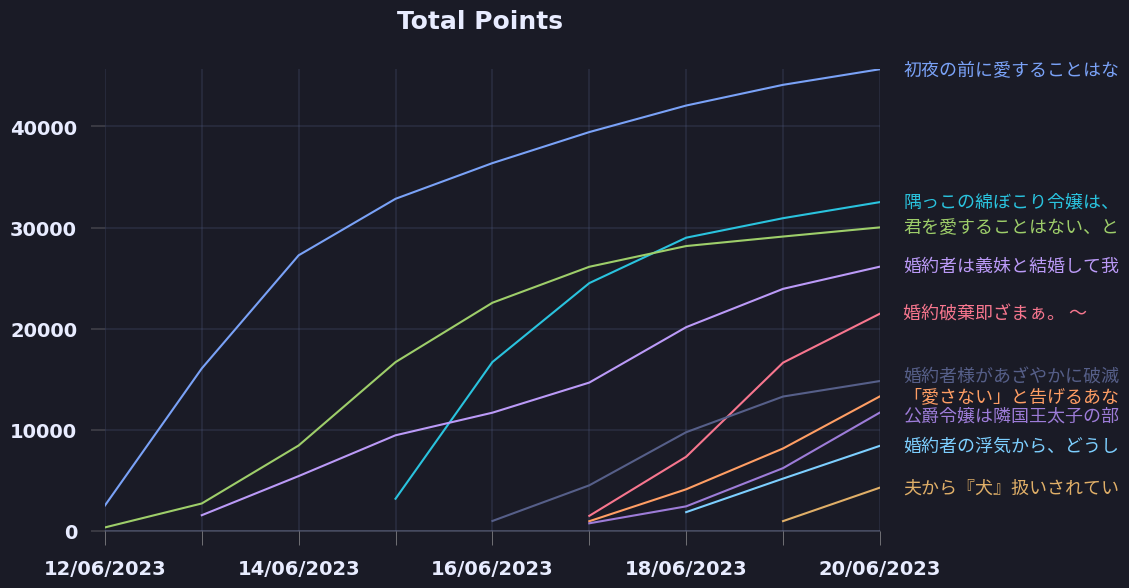 Total Points
40000
30000
20000
10000
0
12/06/2023
14/06/2023
16/06/2023
18/06/2023
20/06/2023
初夜の前に愛することはな
隅っこの綿ぼこり令嬢は、
君を愛することはない、と
婚約者は義妹と結婚して我
婚約破棄即ざまぁ。 〜
婚約者様があざやかに破滅
「愛さない」と告げるあな
公爵令嬢は隣国王太子の部
婚約者の浮気から、どうし
夫から『犬』扱いされてい